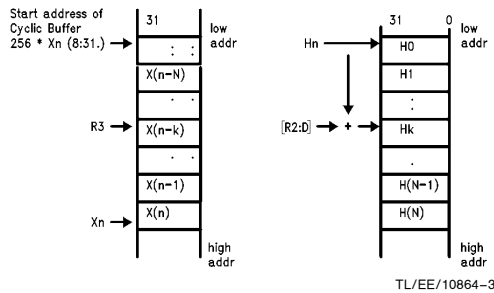 Start address of
Cyclic Buffer
256 * Xn (8:31.)
31
low
addr
: :
X(n-N)
. .
R3
X(n-k)
. .
X(n-1)
Xn
X(n)
high
addr
31 0
low
addr
Hn
H0
H1
:
[R2:D] +
Hk
.
H(N-1)
H(N)
high
addr
TL/EE/10864-3